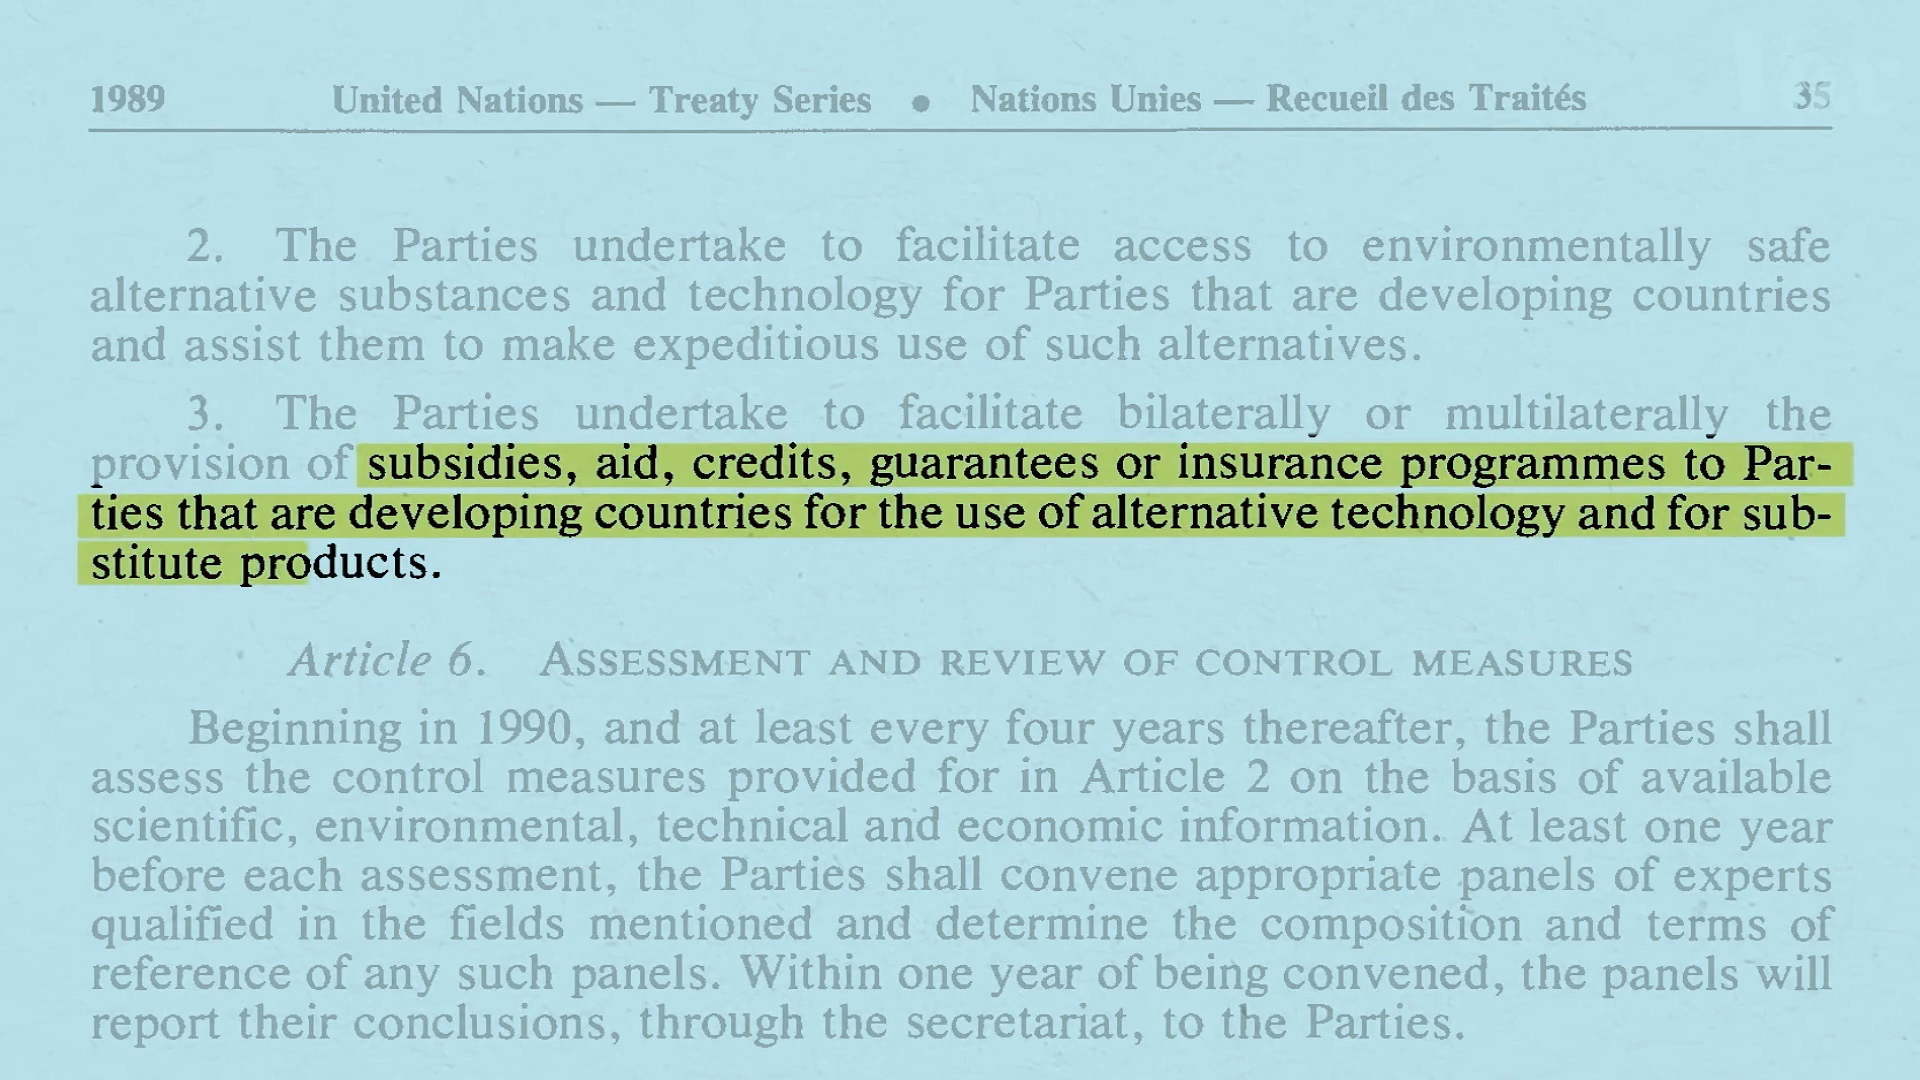 1989 United Nations — Treaty Series • Nations Unies — Recueil des Traités 35
2. The Parties undertake to facilitate access to environmentally safe
alternative substances and technology for Parties that are developing countries
and assist them to make expeditious use of such alternatives.
3. The Parties undertake to facilitate bilaterally or multilaterally the
provision of subsidies, aid, credits, guarantees or insurance programmes to Par-
ties that are developing countries for the use of alternative technology and for sub-
stitute products.
Article 6. ASSESSMENT AND REVIEW OF CONTROL MEASURES
Beginning in 1990, and at least every four years thereafter, the Parties shall
assess the control measures provided for in Article 2 on the basis of available
scientific, environmental, technical and economic information. At least one year
before each assessment, the Parties shall convene appropriate panels of experts
qualified in the fields mentioned and determine the composition and terms of
reference of any such panels. Within one year of being convened, the panels will
report their conclusions, through the secretariat, to the Parties.